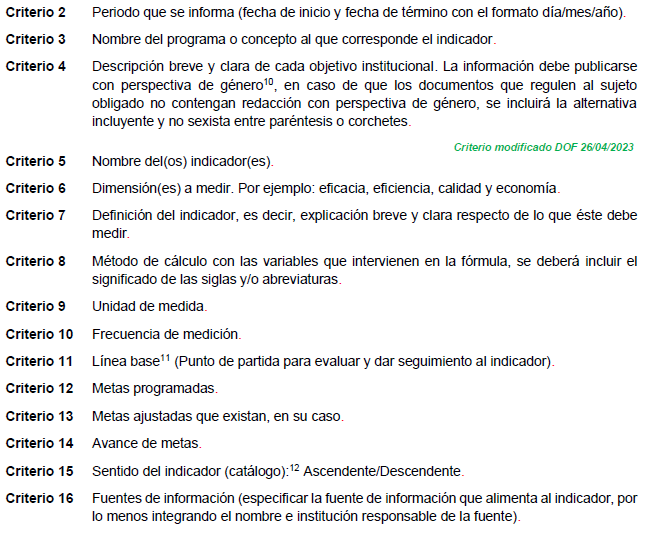 Criterio 2 Periodo que se informa (fecha de inicio y fecha de término con el formato día/mes/año).
Criterio 3 Nombre del programa o concepto al que corresponde el indicador.
Criterio 4 Descripción breve y clara de cada objetivo institucional. La información debe publicarse
con perspectiva de género10, en caso de que los documentos que regulen al sujeto
obligado no contengan redacción con perspectiva de género, se incluirá la alternativa
incluyente y no sexista entre paréntesis o corchetes.
Criterio modificado DOF 26/04/2023
Criterio 5 Nombre del(os) indicador(es).
Criterio 6 Dimensión(es) a medir. Por ejemplo: eficacia, eficiencia, calidad y economía.
Criterio 7 Definición del indicador, es decir, explicación breve y clara respecto de lo que éste debe
medir.
Criterio 8 Método de cálculo con las variables que intervienen en la fórmula, se deberá incluir el
significado de las siglas y/o abreviaturas.
Criterio 9 Unidad de medida.
Criterio 10 Frecuencia de medición.
Criterio 11 Línea base11 (Punto de partida para evaluar y dar seguimiento al indicador).
Criterio 12 Metas programadas.
Criterio 13 Metas ajustadas que existan, en su caso.
Criterio 14 Avance de metas.
Criterio 15 Sentido del indicador (catálogo):12 Ascendente/Descendente.
Criterio 16 Fuentes de información (especificar la fuente de información que alimenta al indicador, por
lo menos integrando el nombre e institución responsable de la fuente).